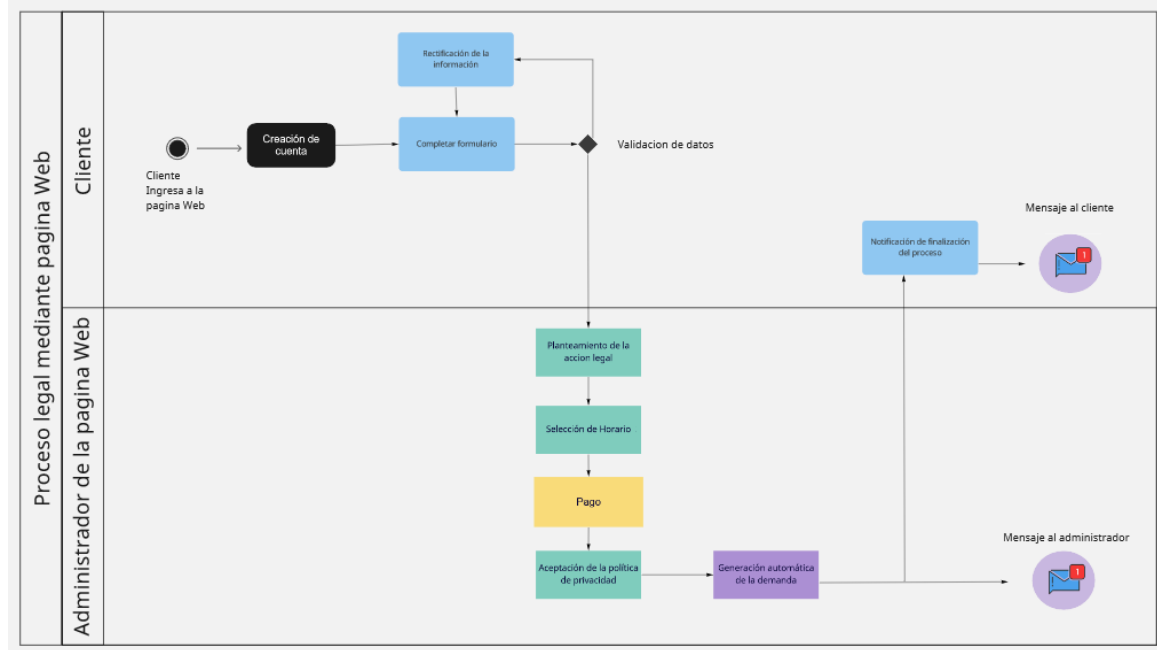 Proceso legal mediante pagina Web
Cliente
Rectificación de la
información
Creación de
cuenta
Completar formulario
Validacion de datos
Cliente
Ingresa a la
pagina Web
Mensaje al cliente
Notificación de finalización
del proceso
1
Administrador de la pagina Web
Planteamiento de la
accion legal
Selección de Horario
Pago
Mensaje al administrador
Aceptación de la política
de privacidad
Generación automática
de la demanda
1